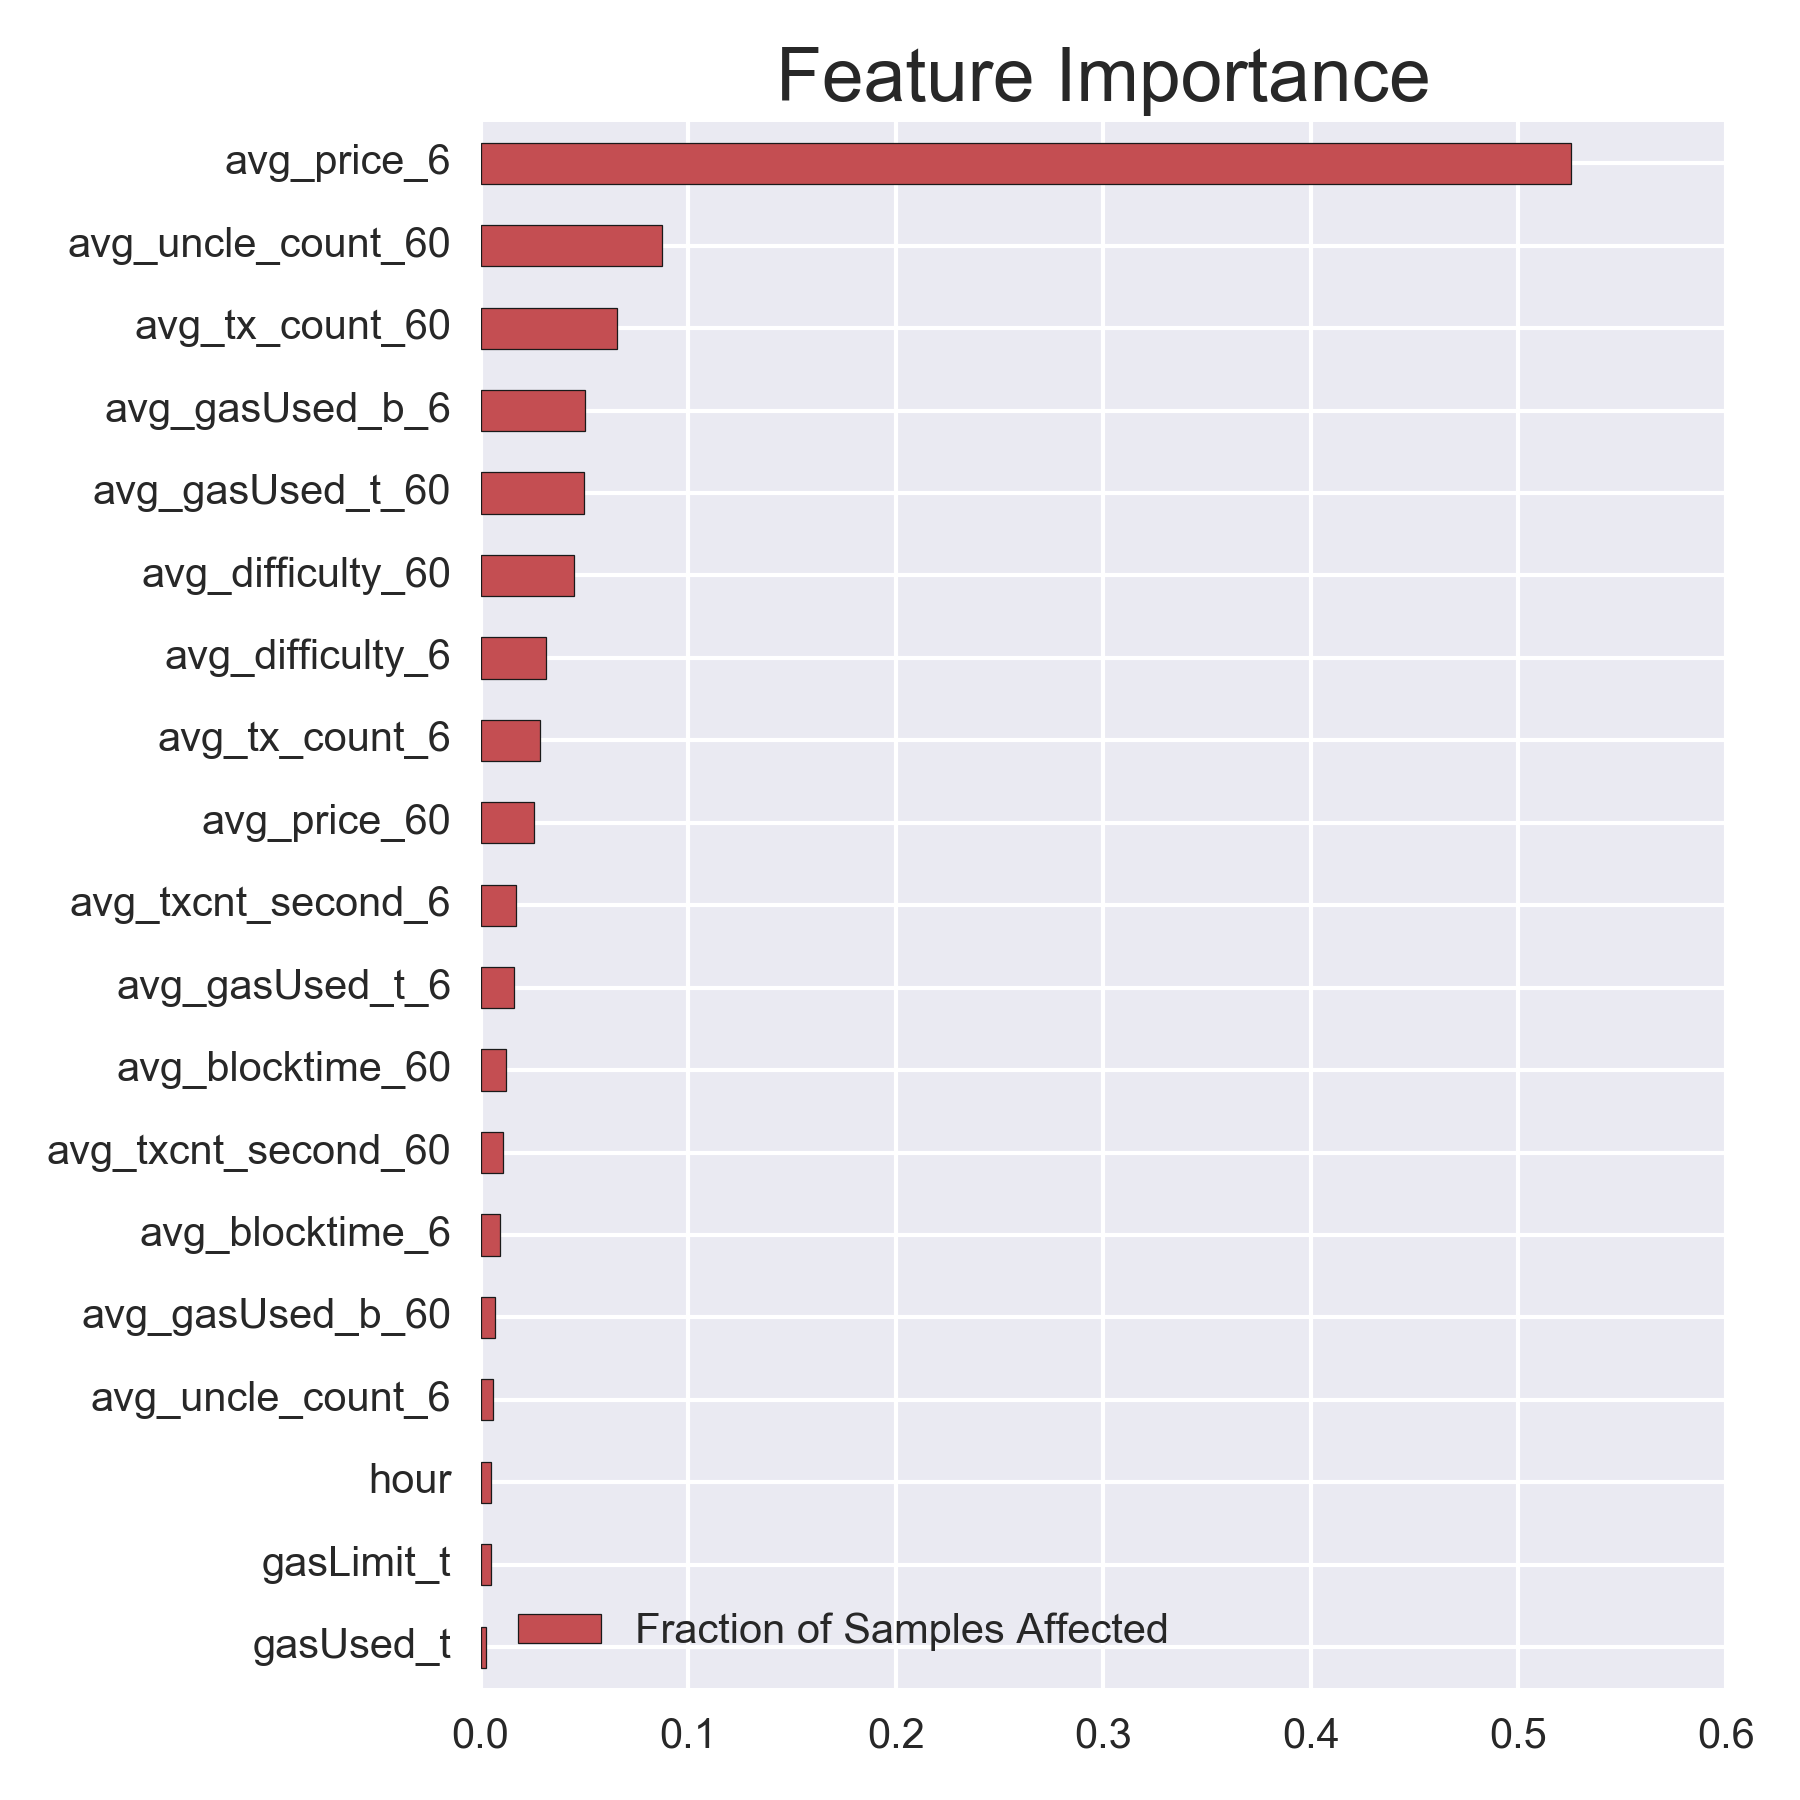 Feature Importance
avg_price_6
avg_uncle_count_60
avg_tx_count_60
avg_gasUsed_b_6
avg_gasUsed_t_60
avg_difficulty_60
avg_difficulty_6
avg_tx_count_6
avg_price_60
avg_txcnt_second_6
avg_gasUsed_t_6
avg_blocktime_60
avg_txcnt_second_60
avg_blocktime_6
avg_gasUsed_b_60
avg_uncle_count_6
hour
gasLimit_t
gasUsed_t
Fraction of Samples Affected
0.0 0.1 0.2 0.3 0.4 0.5 0.6